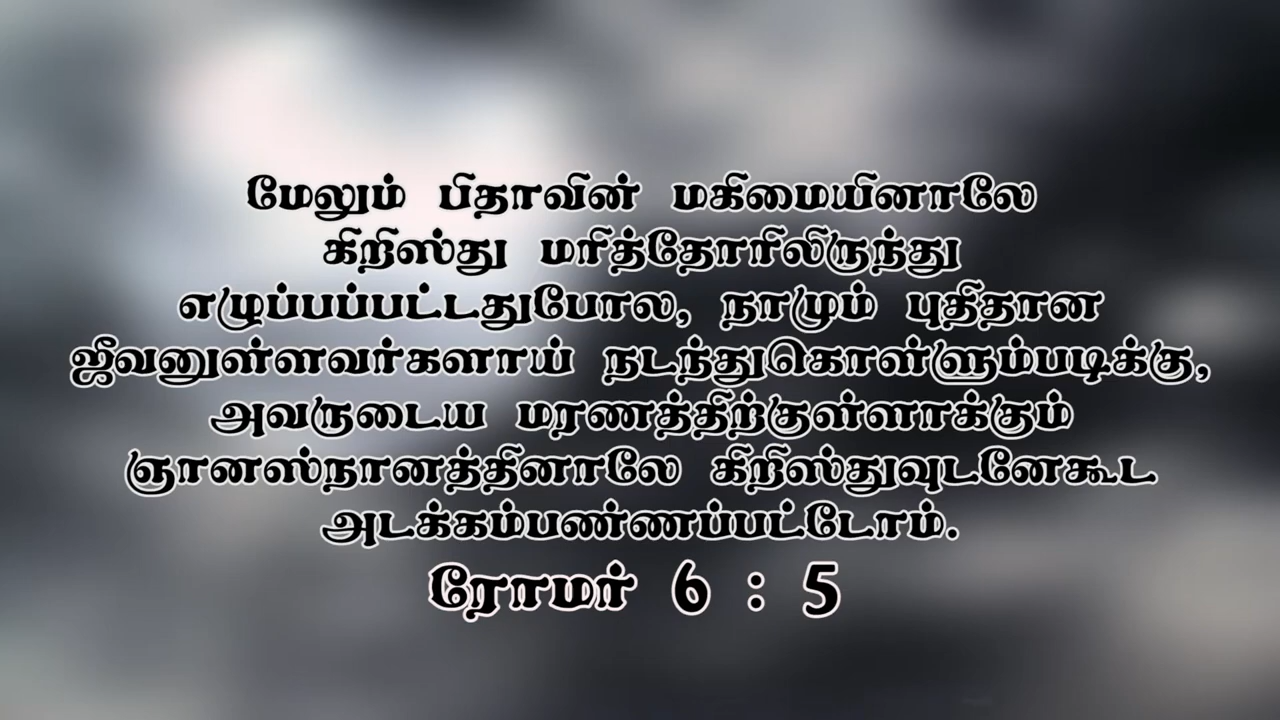 மேலும் பிதாவின் மகிமையினாலே
கிறிஸ்து மரித்தோரிலிருந்து
எழுப்பப்பட்டதுபோல, நாமும் புதிதான
ஜீவனுள்ளவர்களாய் நடந்துகொள்ளும்படிக்கு,
அவருடைய மரணத்திற்குள்ளாக்கும்
ஞானஸ்நானத்தினாலே கிறிஸ்துவுடனேகூட
அடக்கம்பண்ணப்பட்டோம்.
ரோமர் 6 : 5